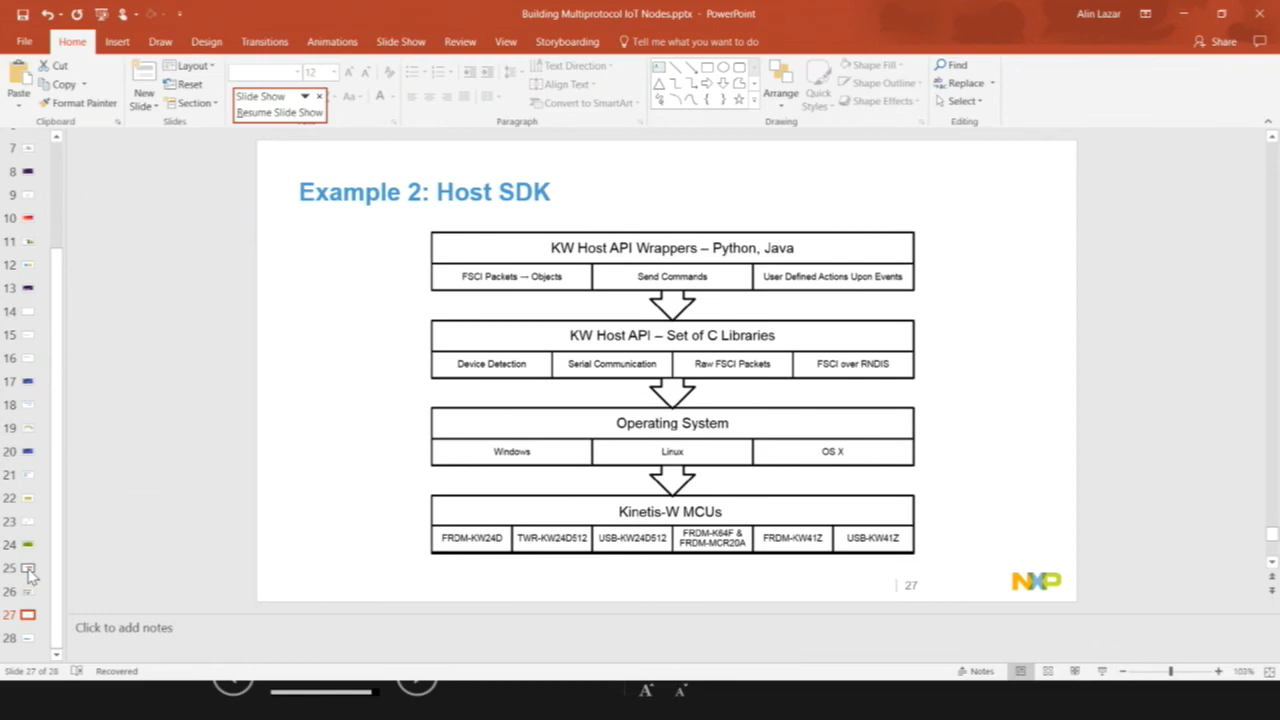 Building Multiprotocol IoT Nodes.pptx - PowerPoint
Alin Lazar
File Home Insert Draw Design Transitions Animations Slide Show Review View Storyboarding Tell me what you want to do Share
Paste
Cut
Copy
Format Painter
Clipboard
New Slide
Layout
Reset
Section
Slides
12
Aa
A
Slide Show
Resume Slide Show
Text Direction
Align Text
Convert to SmartArt
Paragraph
Arrange
Quick Styles
Shape Fill
Shape Outline
Shape Effects
Drawing
Find
Replace
Select
Editing
7
8
9
10
11
12
13
14
15
16
17
18
19
20
21
22
23
24
25
26
27
28
Example 2: Host SDK
KW Host API Wrappers – Python, Java
FSCI Packets — Objects Send Commands User Defined Actions Upon Events
KW Host API – Set of C Libraries
Device Detection Serial Communication Raw FSCI Packets FSCI over RNDIS
Operating System
Windows Linux OS X
Kinetis-W MCUs
FRDM-KW24D TWR-KW24D512 USB-KW24D512 FRDM-K64F & FRDM-MCR20A FRDM-KW41Z USB-KW41Z
27
NXP
Click to add notes
Slide 27 of 28 Recovered Notes 103%
A A